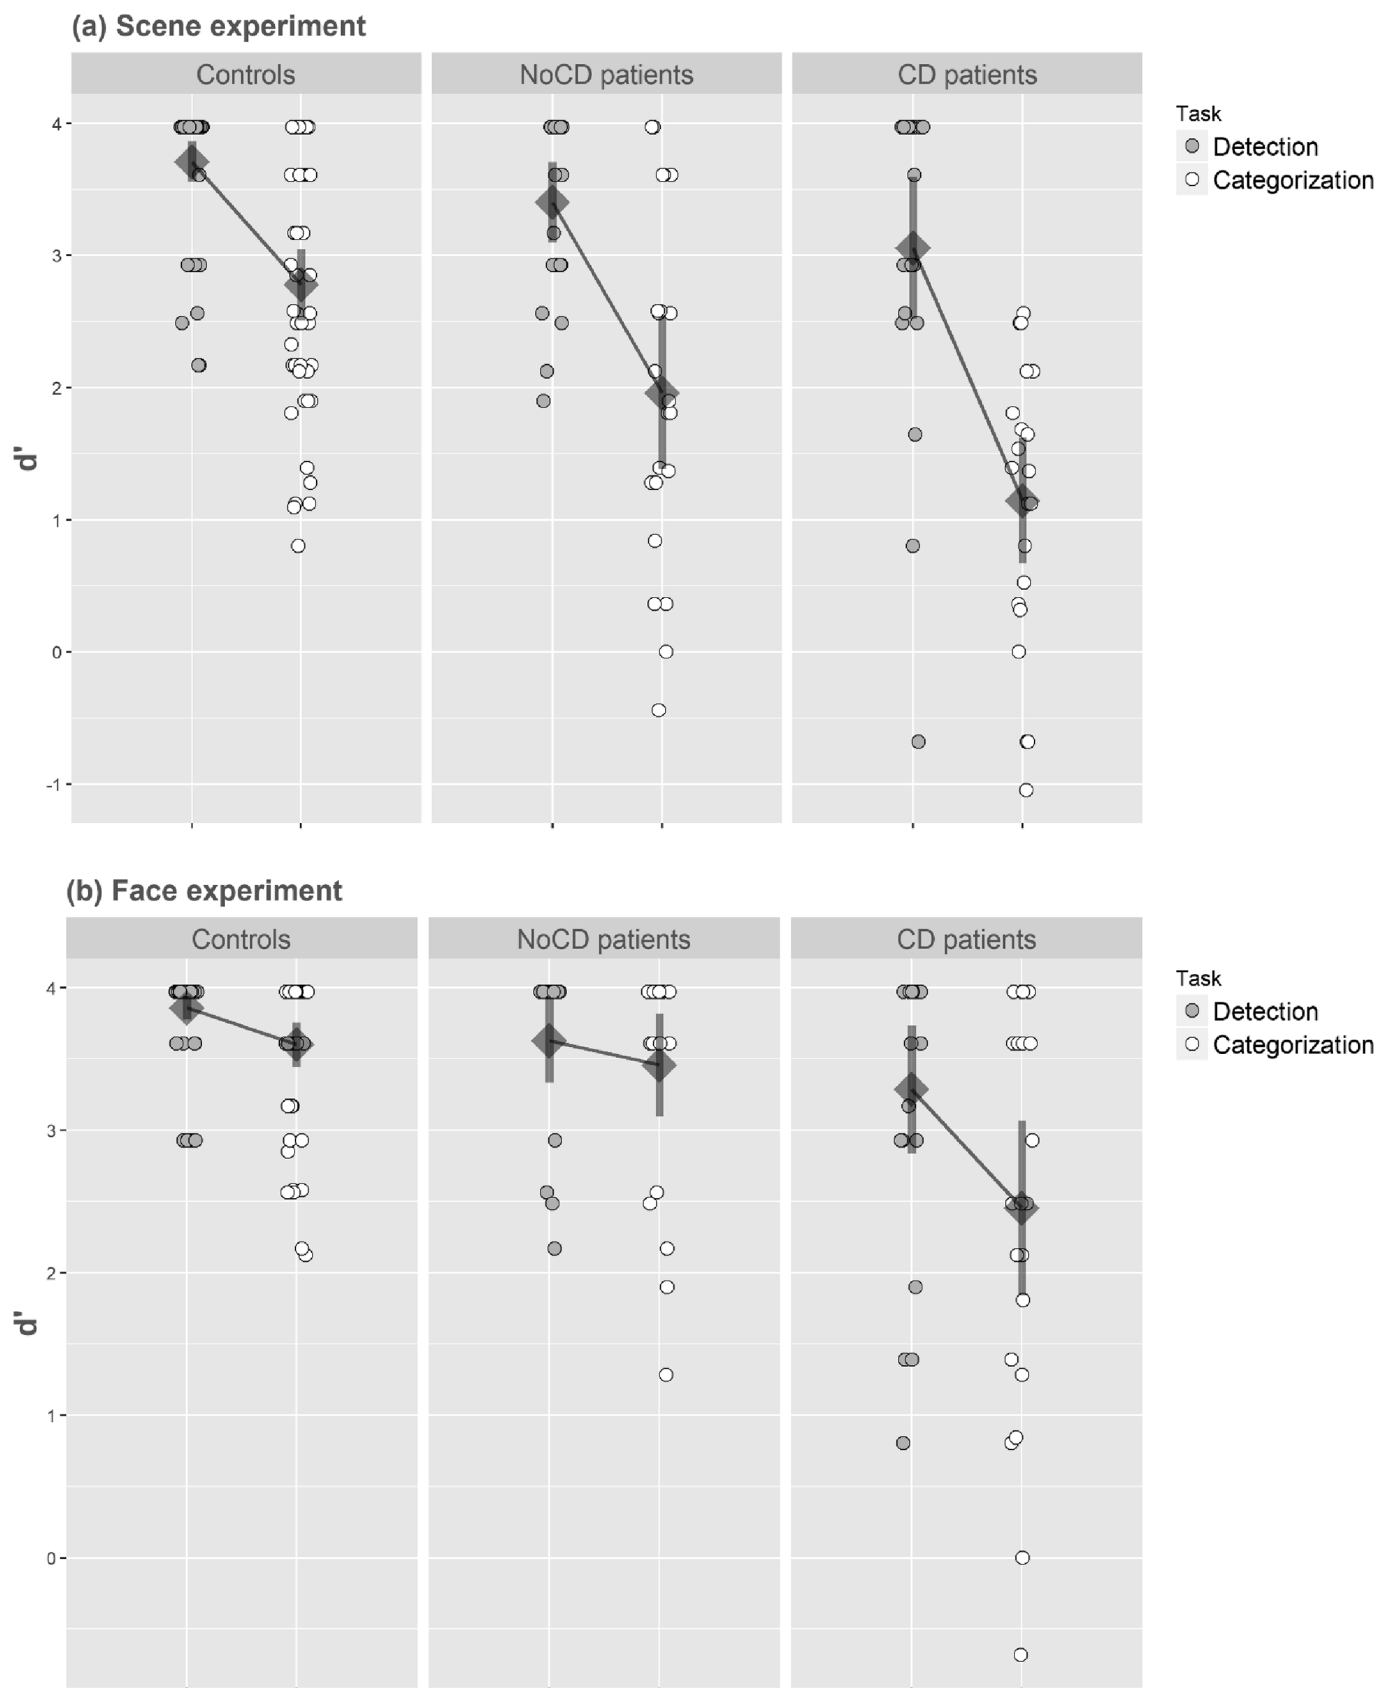 (a) Scene experiment
Controls NoCD patients CD patients
Task
Detection
Categorization
4
3
2
1
0
-1
d'
(b) Face experiment
Controls NoCD patients CD patients
Task
Detection
Categorization
4
3
2
1
0
d'